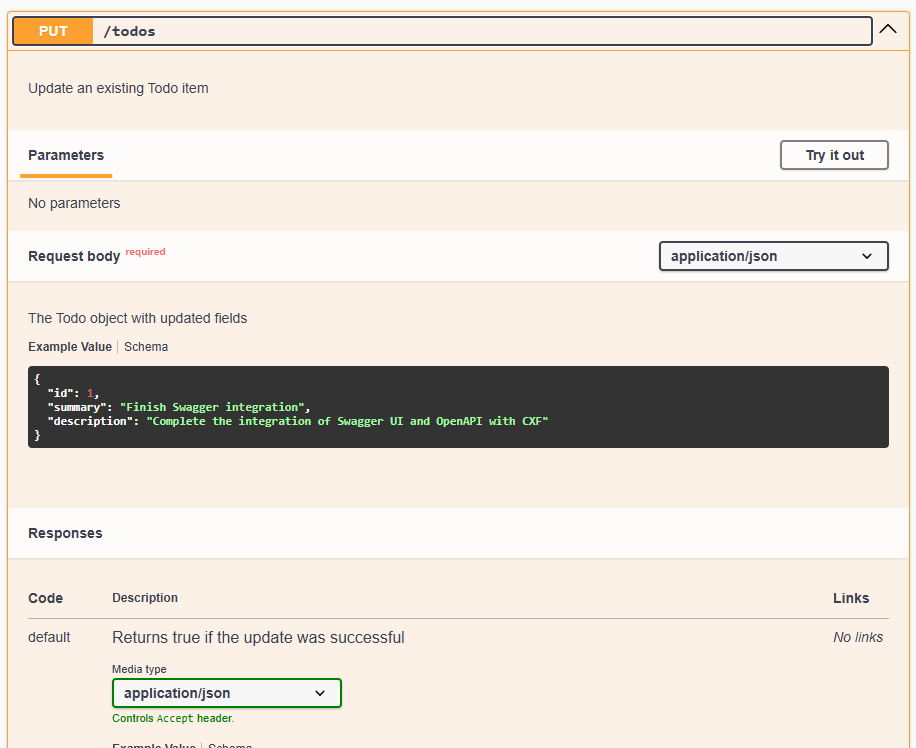 PUT /todos
Update an existing Todo item
Parameters Try it out
No parameters
Request body required application/json
The Todo object with updated fields
Example Value Schema
{
  "id": 1,
  "summary": "Finish Swagger integration",
  "description": "Complete the integration of Swagger UI and OpenAPI with CXF"
}
Responses
Code Description Links
default Returns true if the update was successful No links
Media type
application/json
Controls Accept header.
Example Value Schema